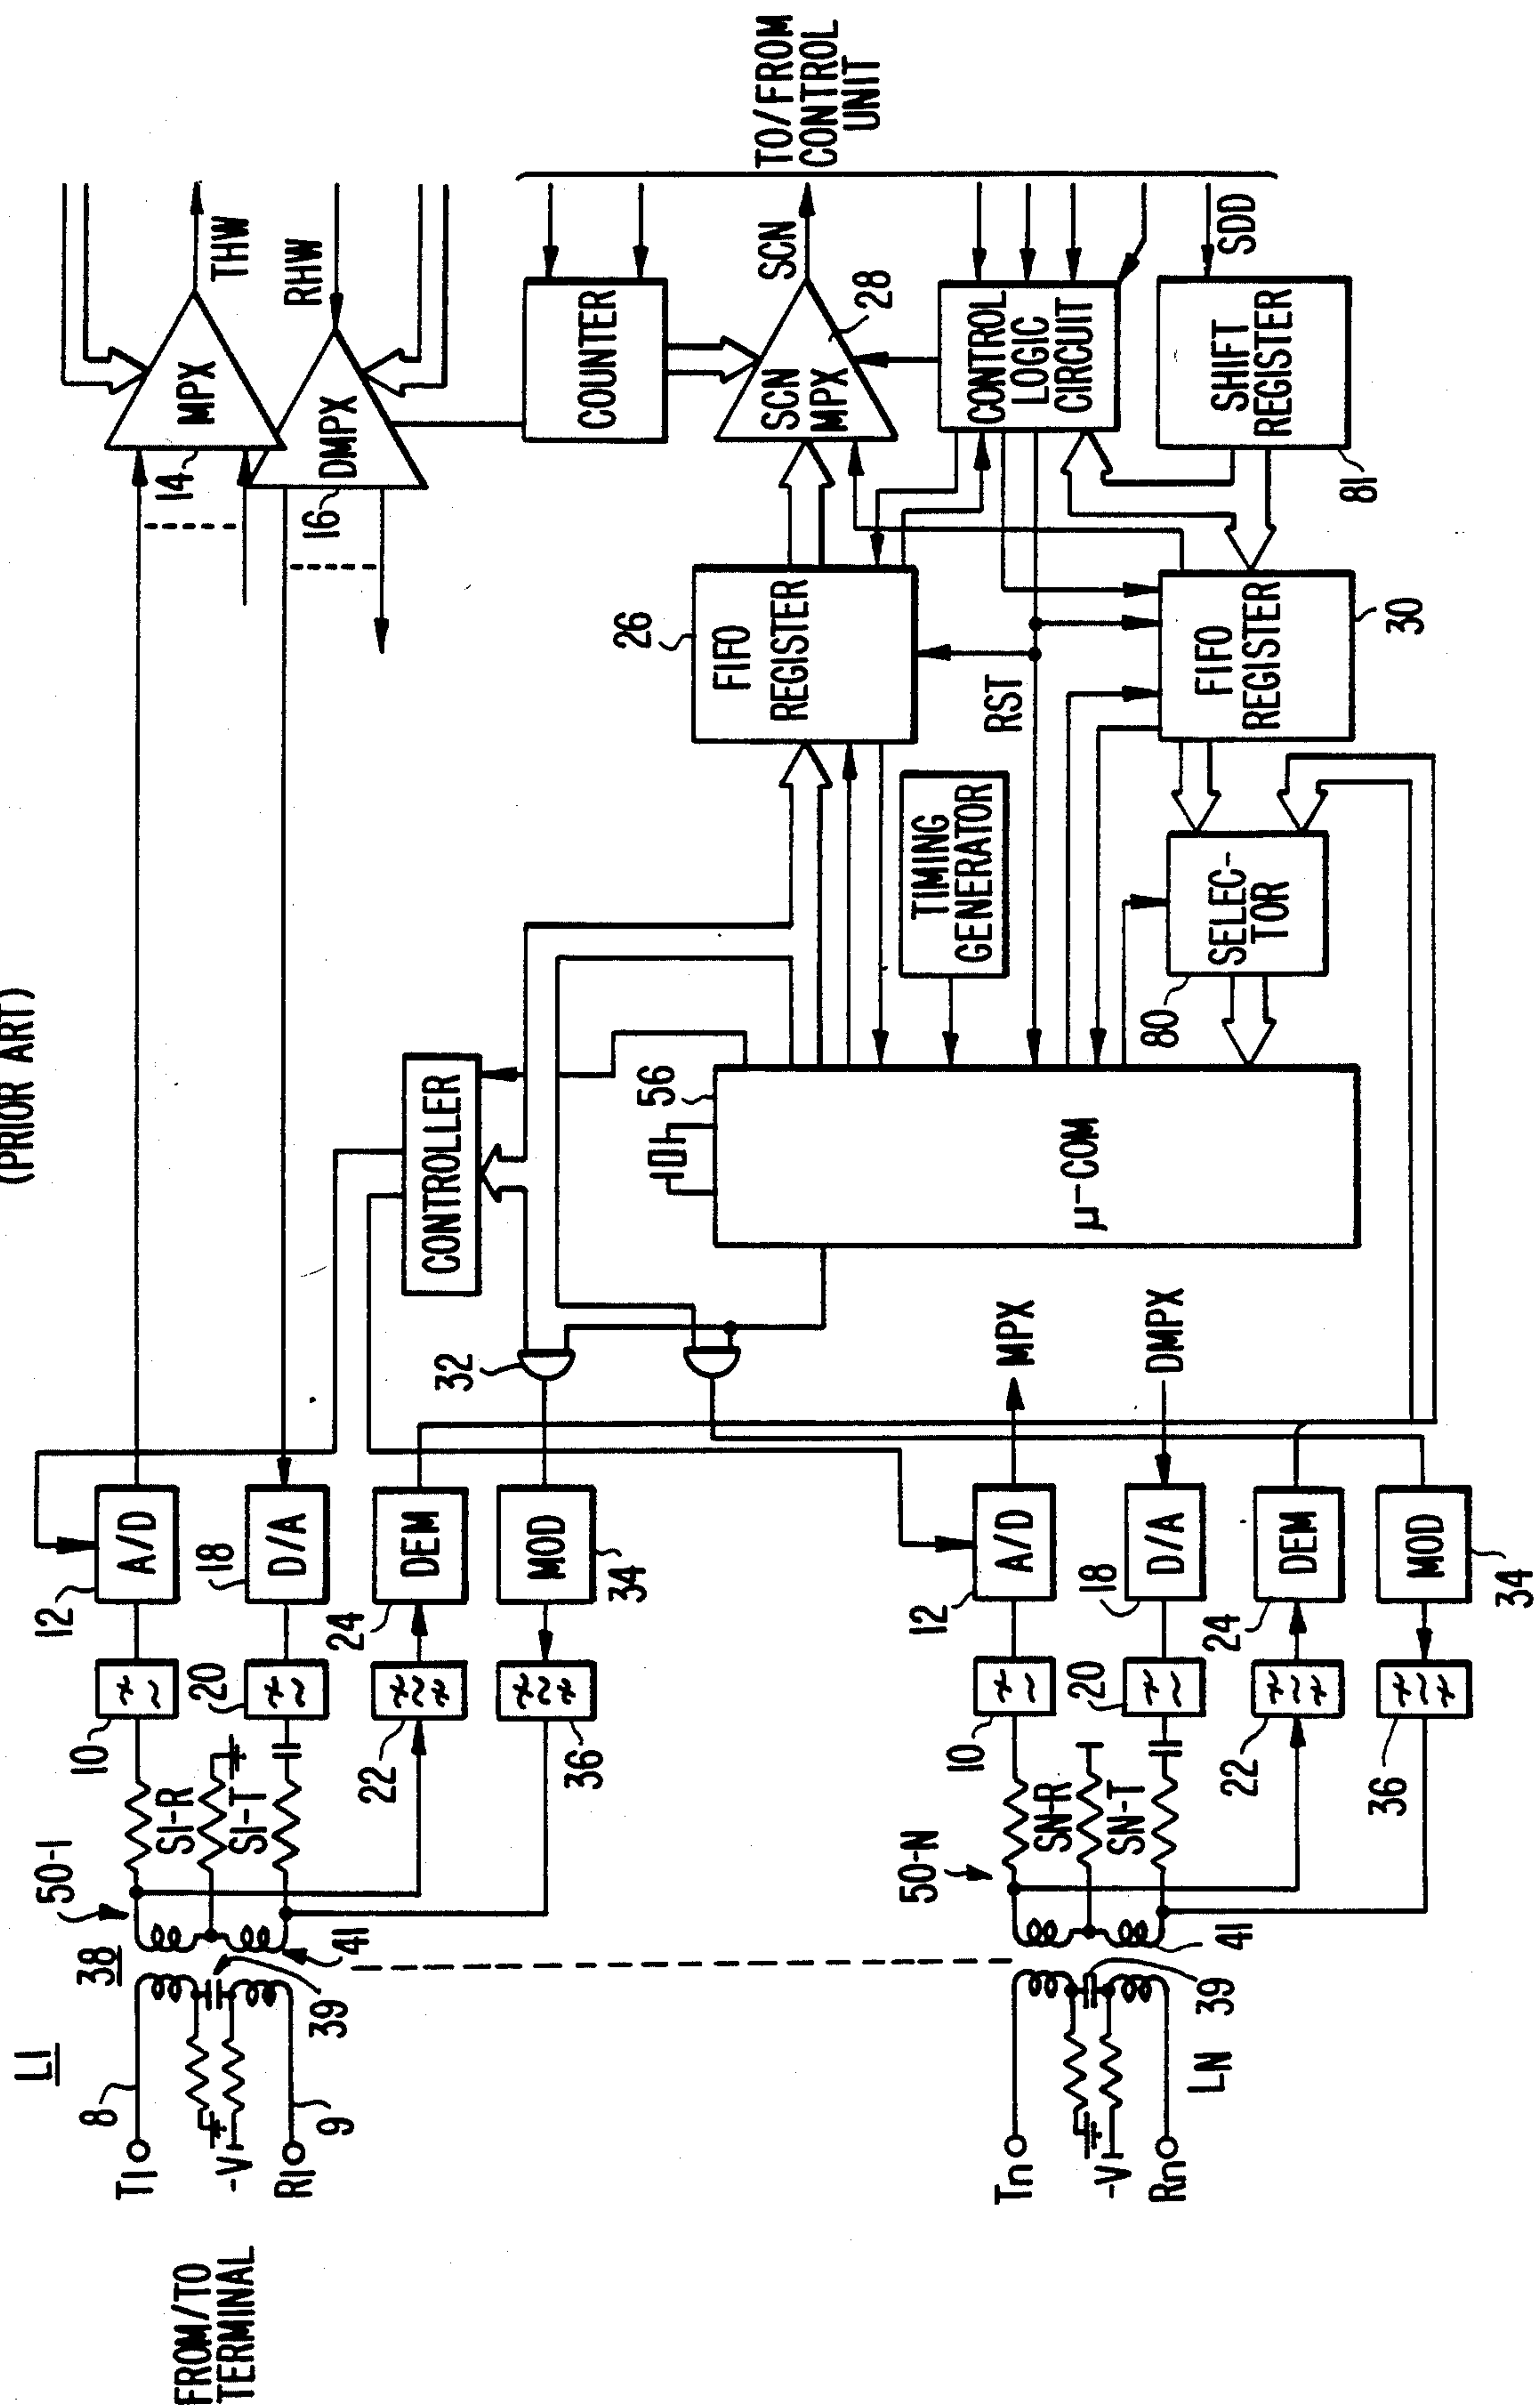 (PRIOR ART)
FROM/TO
TERMINAL
L1
T1
8
-V
R1
9
38
39
41
50-1
S1-R
S1-T
10
12
A/D
20
18
D/A
22
24
DEM
36
34
MOD
32
CONTROLLER
14
MPX
THW
16
DMPX
RHW
COUNTER
TO/FROM
CONTROL
UNIT
26
FIFO
REGISTER
SCN
MPX
28
SCN
CONTROL
LOGIC
CIRCUIT
SHIFT
REGISTER
81
SDD
56
μ-COM
TIMING
GENERATOR
RST
FIFO
REGISTER
30
80
SELEC-
TOR
Tn
-V
Rn
LN
39
41
50-N
SN-R
SN-T
10
12
A/D
MPX
20
18
D/A
DMPX
22
24
DEM
36
34
MOD